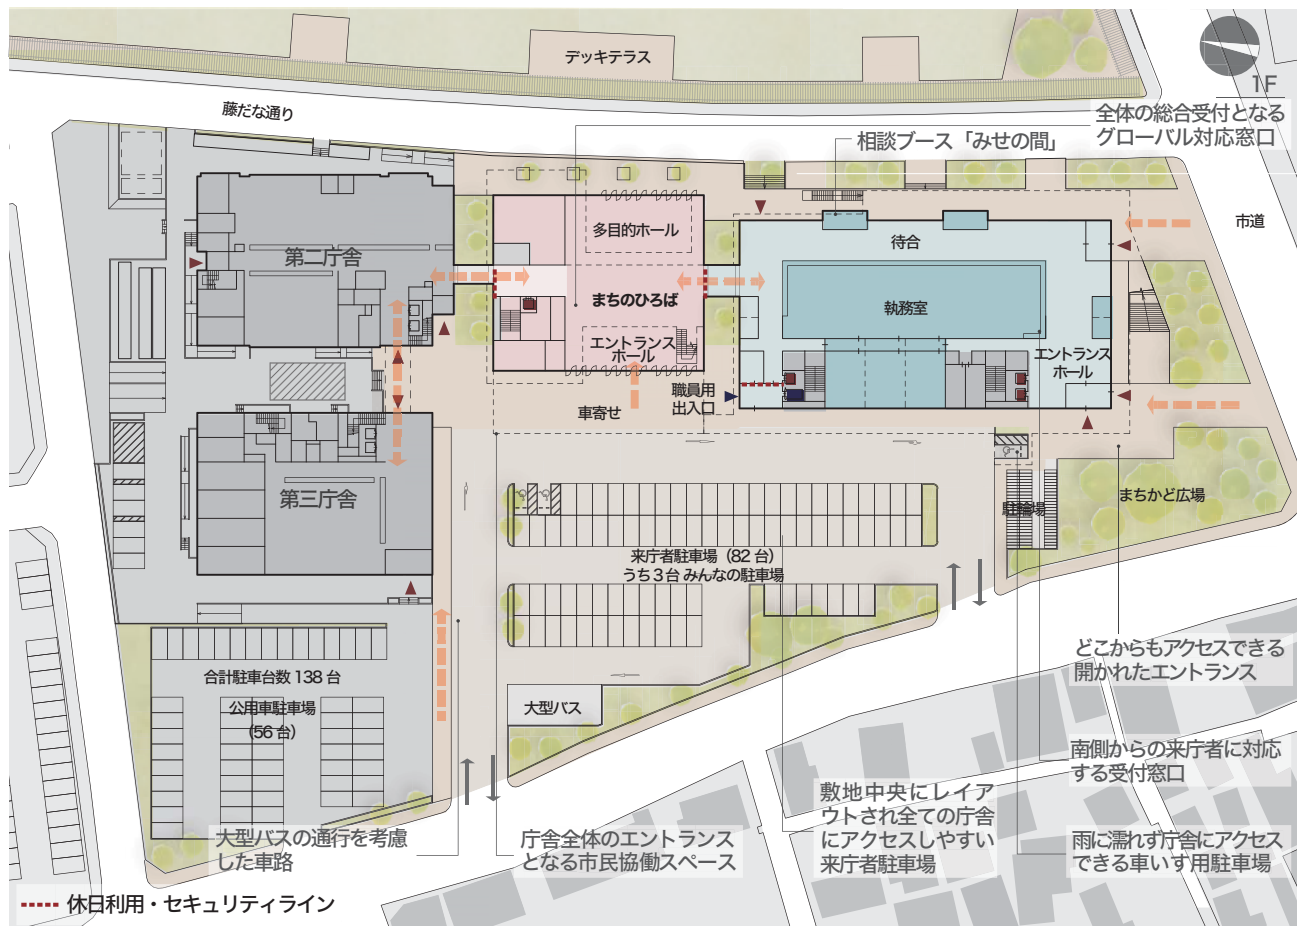 デッキテラス
1F
藤だな通り
全体の総合受付となる
グローバル対応窓口
相談ブース「みせの間」
市道
多目的ホール
待合
第二庁舎
まちのひろば
執務室
エントランス
ホール
エントランス
ホール
職員用
出入口
車寄せ
第三庁舎
駐輪場
まちかど広場
来庁者駐車場（82 台）
うち 3 台 みんなの駐車場
合計駐車台数 138 台
公用車駐車場
（56 台）
大型バス
どこからもアクセスできる
開かれたエントランス
南側からの来庁者に対応
する受付窓口
大型バスの通行を考慮
した車路
庁舎全体のエントランス
となる市民協働スペース
敷地中央にレイア
ウトされ全ての庁舎
にアクセスしやすい
来庁者駐車場
雨に濡れず庁舎にアクセス
できる車いす用駐車場
休日利用・セキュリティライン